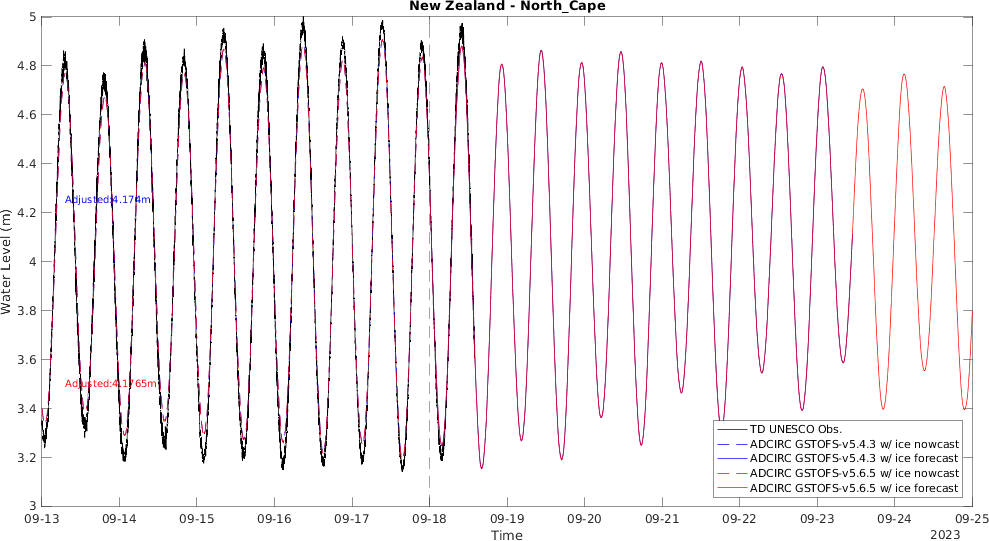 New Zealand - North_Cape
5
4.8
4.6
4.4
4.2
4
3.8
3.6
3.4
3.2
3
Water Level (m)
Adjusted:4.174m
Adjusted:4.1765m
TD UNESCO Obs.
ADCIRC GSTOFS-v5.4.3 w/ ice nowcast
ADCIRC GSTOFS-v5.4.3 w/ ice forecast
ADCIRC GSTOFS-v5.6.5 w/ ice nowcast
ADCIRC GSTOFS-v5.6.5 w/ ice forecast
09-13 09-14 09-15 09-16 09-17 09-18 09-19 09-20 09-21 09-22 09-23 09-24 09-25
Time
2023